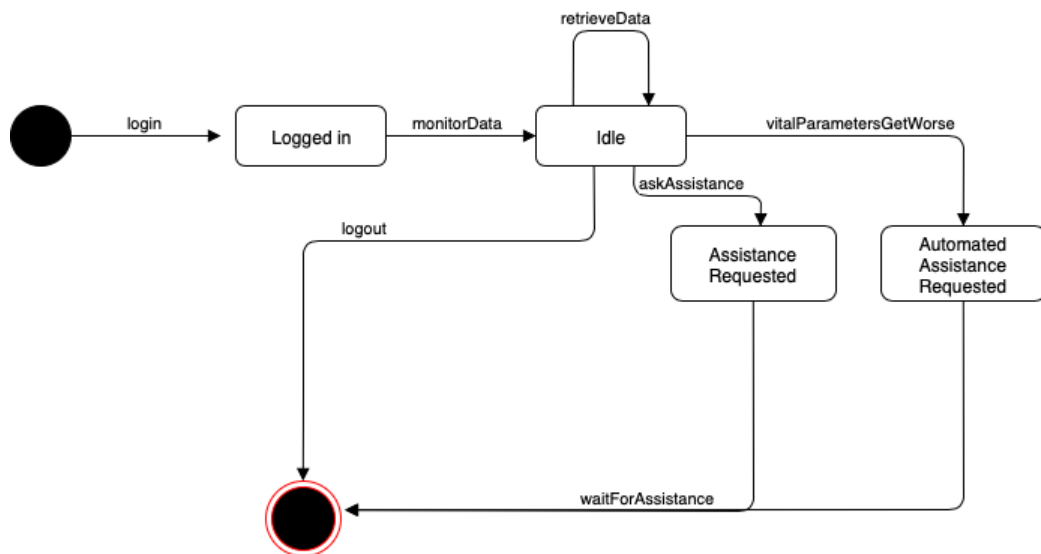 retrieveData
login
Logged in
monitorData
Idle
vitalParametersGetWorse
askAssistance
logout
Assistance
Requested
Automated
Assistance
Requested
waitForAssistance